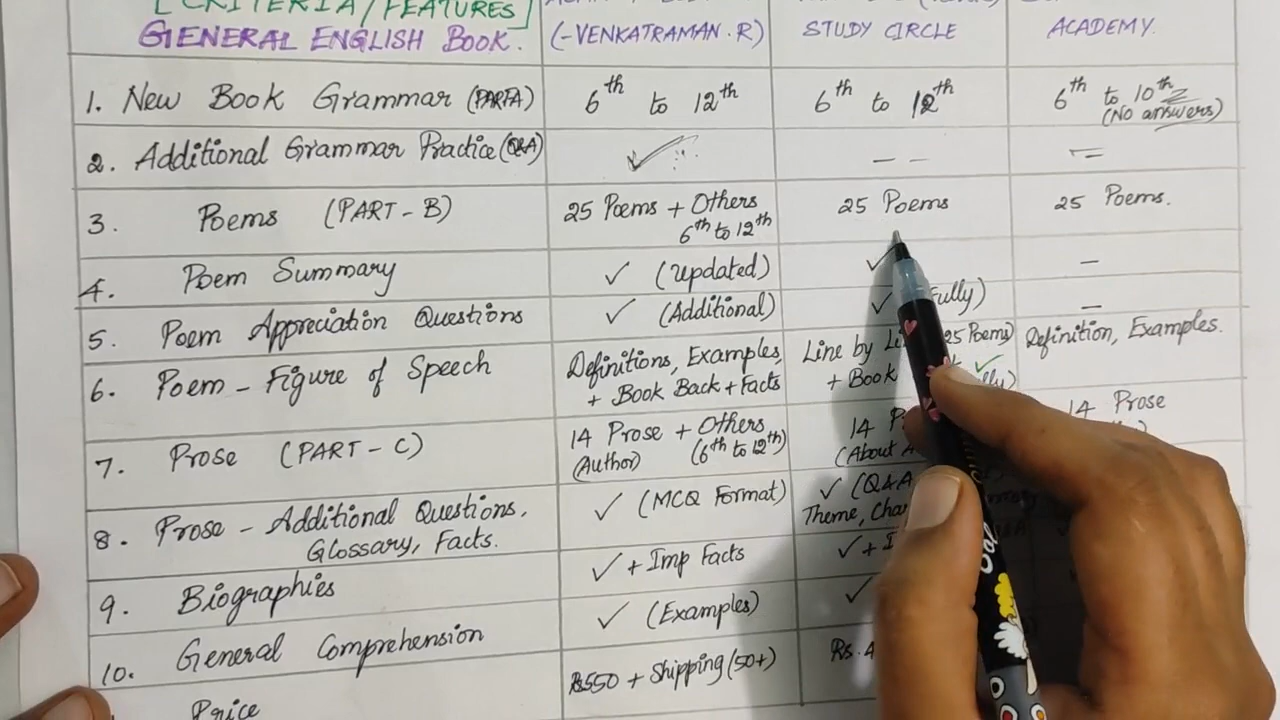 [CRITERIA/FEATURES]
GENERAL ENGLISH BOOK.
(-VENKATRAMAN.R)
STUDY CIRCLE
ACADEMY.
1. New Book Grammar (PART A)
6th to 12th
6th to 12th
6th to 10th
(No answers)
2. Additional Grammar Practice (Q&A)
✓
- -
3. Poems (PART-B)
25 Poems + Others
6th to 12th
25 Poems
25 Poems.
4. Poem Summary
✓ (Updated)
✓
-
5. Poem Appreciation Questions
✓ (Additional)
✓ Fully)
-
6. Poem - Figure of Speech
Definitions, Examples,
+ Book Back + Facts
Line by 25 Poems)
+ Book
Definition, Examples.
7. Prose (PART-C)
14 Prose + Others
(Author) (6th to 12th)
14
(About
14 Prose
8. Prose - Additional Questions,
Glossary, Facts.
✓ (MCQ Format)
✓ (Q&A
Theme,
9. Biographies
✓ + Imp Facts
✓ +
10. General Comprehension
✓ (Examples)
✓
Price
Rs550 + Shipping (50+)
Rs.